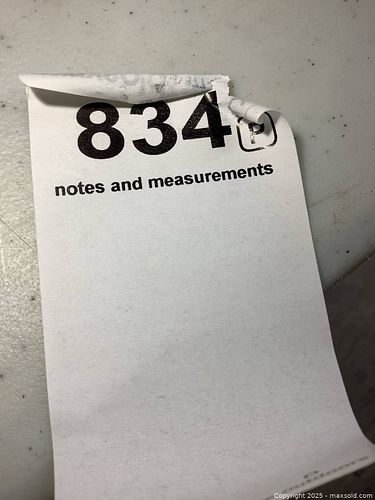 834 P
notes and measurements
Copyright 2025 - maxsold.com